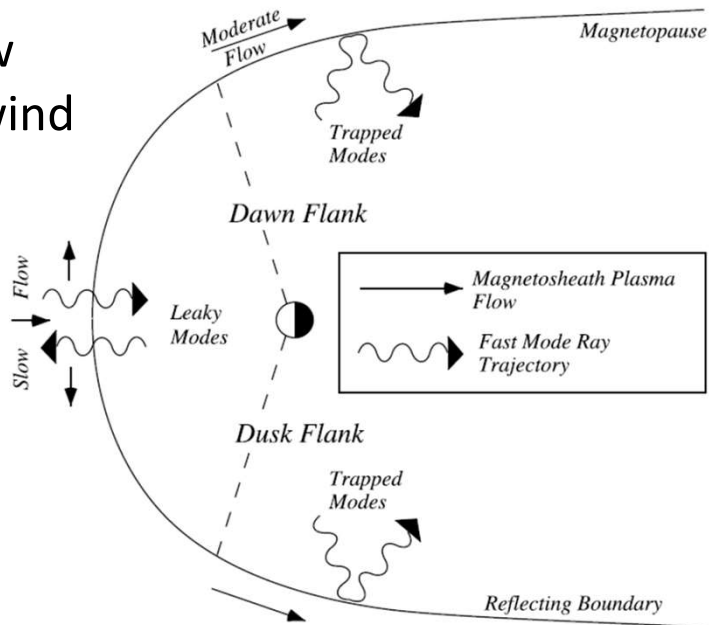 wind
Moderate
Flow
Magnetopause
Trapped
Modes
Dawn Flank
Flow
Slow
Leaky
Modes
Magnetosheath Plasma
Flow
Fast Mode Ray
Trajectory
Dusk Flank
Trapped
Modes
Reflecting Boundary